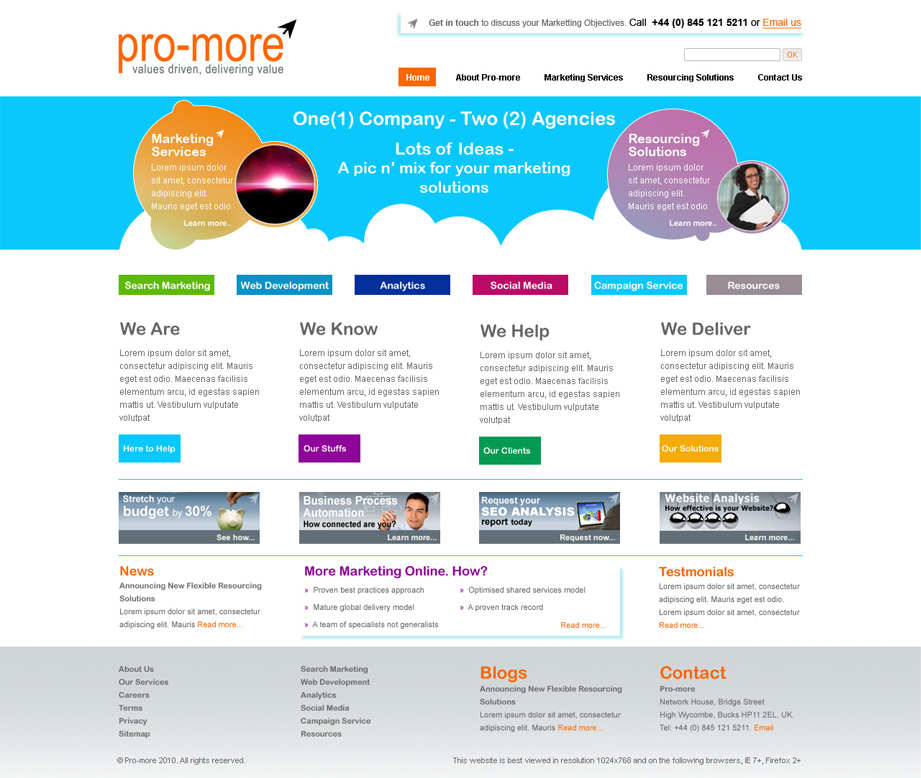 pro-more
values driven, delivering value
Get in touch to discuss your Marketting Objectives. Call +44 (0) 845 121 5211 or Email us
OK
Home About Pro-more Marketing Services Resourcing Solutions Contact Us
One(1) Company - Two (2) Agencies
Lots of Ideas -
A pic n’ mix for your marketing
solutions
Marketing
Services
Lorem ipsum dolor
sit amet, consectetur
adipiscing elit.
Mauris eget est odio.
Learn more..
Resourcing
Solutions
Lorem ipsum dolor
sit amet, consectetur
adipiscing elit.
Mauris eget est odio.
Learn more..
Search Marketing Web Development Analytics Social Media Campaign Service Resources
We Are
Lorem ipsum dolor sit amet,
consectetur adipiscing elit. Mauris
eget est odio. Maecenas facilisis
elementum arcu, id egestas sapien
mattis ut. Vestibulum vulputate
volutpat
Here to Help
We Know
Lorem ipsum dolor sit amet,
consectetur adipiscing elit. Mauris
eget est odio. Maecenas facilisis
elementum arcu, id egestas sapien
mattis ut. Vestibulum vulputate
volutpat
Our Stuffs
We Help
Lorem ipsum dolor sit amet,
consectetur adipiscing elit. Mauris
eget est odio. Maecenas facilisis
elementum arcu, id egestas sapien
mattis ut. Vestibulum vulputate
volutpat
Our Clients
We Deliver
Lorem ipsum dolor sit amet,
consectetur adipiscing elit. Mauris
eget est odio. Maecenas facilisis
elementum arcu, id egestas sapien
mattis ut. Vestibulum vulputate
volutpat
Our Solutions
Stretch your
budget by 30%
See how...
Business Process
Automation
How connected are you?
Learn more...
Request your
SEO ANALYSIS
report today
Request now...
Website Analysis
How effective is your Website?
Learn more...
News
Announcing New Flexible Resourcing
Solutions
Lorem ipsum dolor sit amet, consectetur
adipiscing elit. Mauris Read more...
More Marketing Online. How?
» Proven best practices approach
» Optimised shared services model
» Mature global delivery model
» A proven track record
» A team of specialists not generalists
Read more...
Testmonials
Lorem ipsum dolor sit amet, consectetur
adipiscing elit. Mauris eget est odio.
Lorem ipsum dolor sit amet, consectetur
Read more...
About Us
Our Services
Careers
Terms
Privacy
Sitemap
Search Marketing
Web Development
Analytics
Social Media
Campaign Service
Resources
Blogs
Announcing New Flexible Resourcing
Solutions
Lorem ipsum dolor sit amet, consectetur
adipiscing elit. Mauris Read more...
Contact
Pro-more
Network House, Bridge Street
High Wycombe, Bucks HP11 2EL, UK.
Tel: +44 (0) 845 121 5211. Email
© Pro-more 2010. All rights reserved.
This website is best viewed in resolution 1024x768 and on the following browsers, IE 7+, Firefox 2+